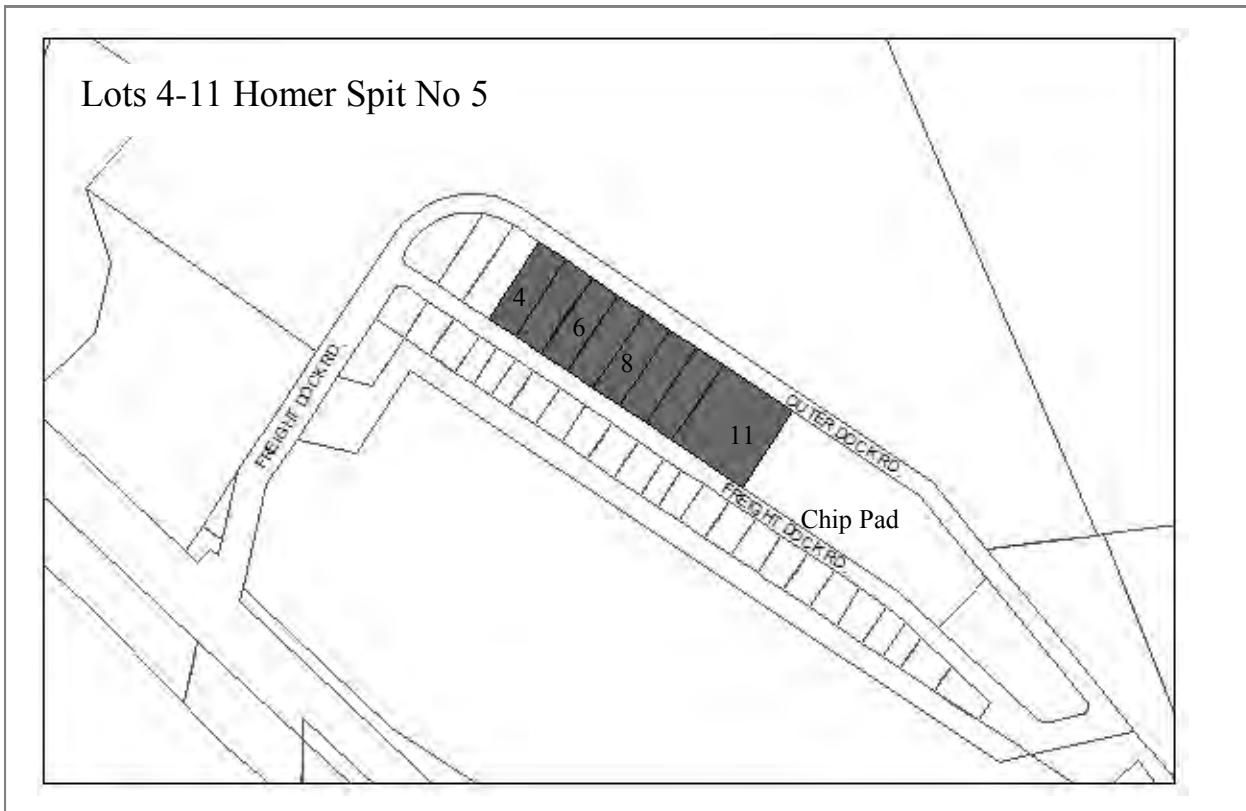 Lots 4-11 Homer Spit No 5
4
6
8
11
OUTER DOCK RD.
FREIGHT DOCK RD.
FREIGHT DOCK RD.
Chip Pad